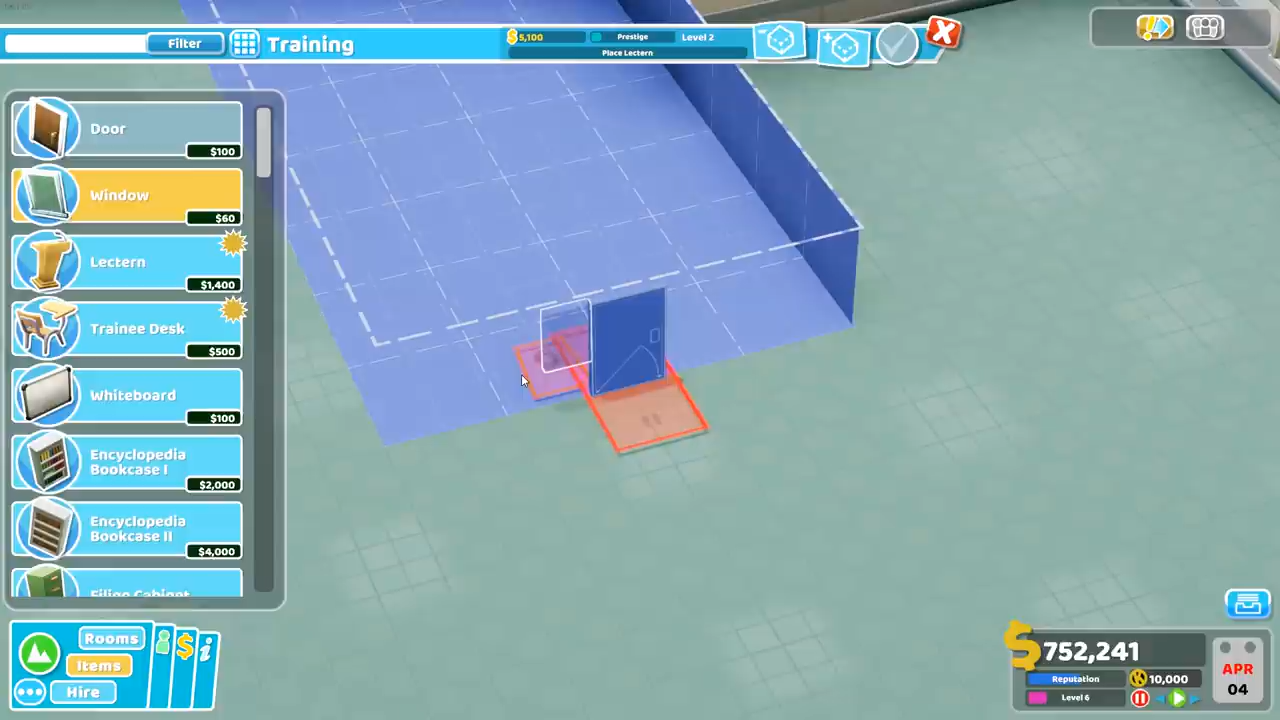 Filter
Training
$5,100
Prestige
Level 2
Place Lectern
Door
$100
Window
$60
Lectern
$1,400
Trainee Desk
$500
Whiteboard
$100
Encyclopedia
Bookcase I
$2,000
Encyclopedia
Bookcase II
$4,000
Rooms
Items
Hire
$752,241
Reputation
K 10,000
Level 6
APR
04